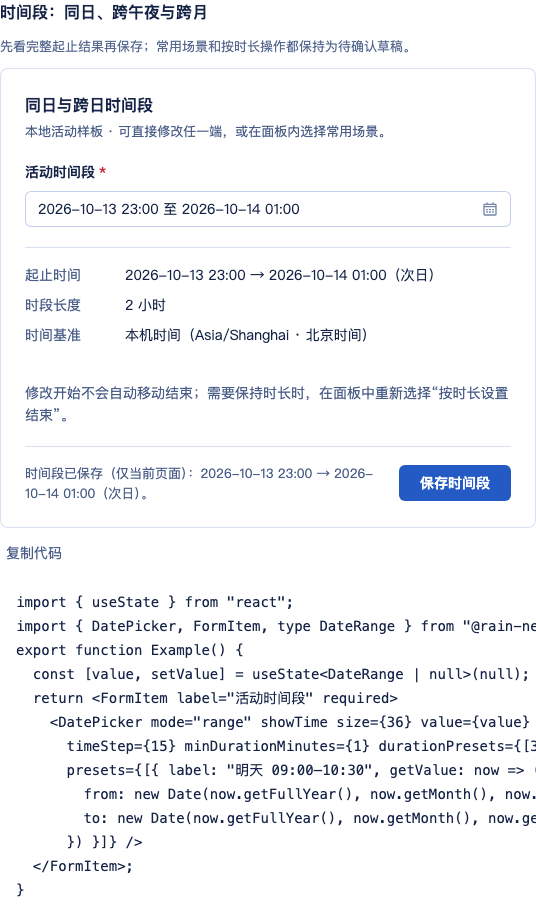 时间段：同日、跨午夜与跨月
先看完整起止结果再保存；常用场景和按时长操作都保持为待确认草稿。
同日与跨日时间段
本地活动样板 · 可直接修改任一端，或在面板内选择常用场景。
活动时间段 *
2026-10-13 23:00 至 2026-10-14 01:00
起止时间 2026-10-13 23:00 → 2026-10-14 01:00（次日）
时段长度 2 小时
时间基准 本机时间（Asia/Shanghai · 北京时间）
修改开始不会自动移动结束；需要保持时长时，在面板中重新选择“按时长设置
结束”。
时间段已保存（仅当前页面）：2026-10-13 23:00 → 2026-
10-14 01:00（次日）。
保存时间段
复制代码
import { useState } from "react";
import { DatePicker, FormItem, type DateRange } from "@rain-ne
export function Example() {
const [value, setValue] = useState<DateRange | null>(null);
return <FormItem label="活动时间段" required>
<DatePicker mode="range" showTime size={36} value={value}
timeStep={15} minDurationMinutes={1} durationPresets={[3
presets={[{ label: "明天 09:00–10:30", getValue: now => (
from: new Date(now.getFullYear(), now.getMonth(), now.
to: new Date(now.getFullYear(), now.getMonth(), now.ge
}) }]} />
</FormItem>;
}